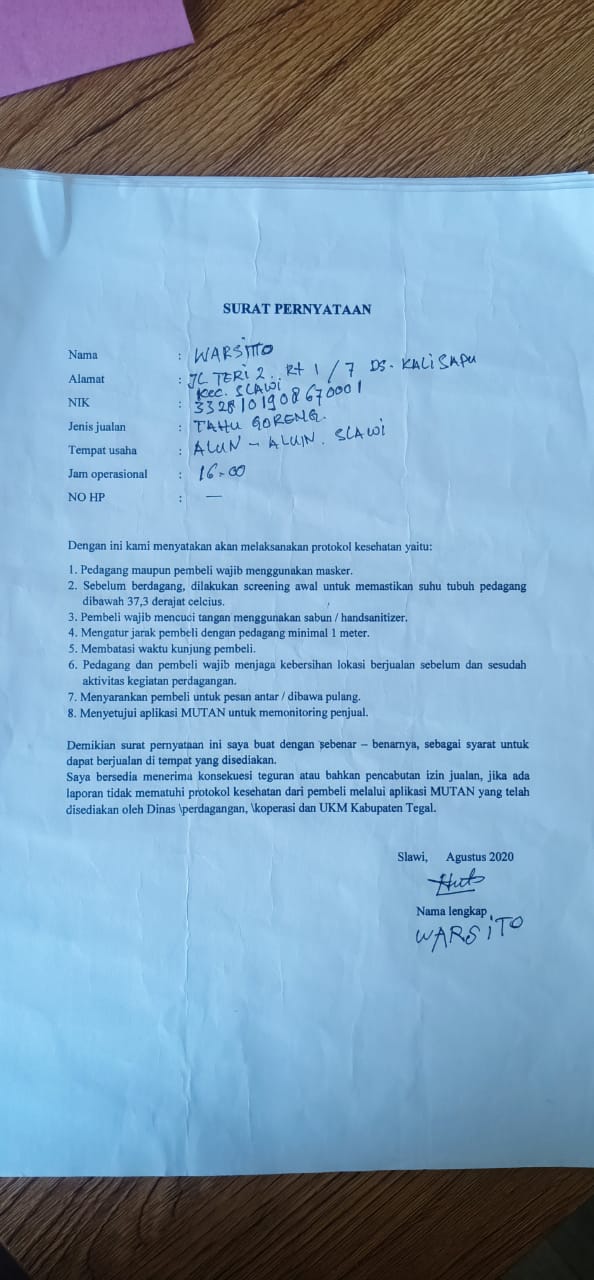 SURAT PERNYATAAN
Nama : WARSITO
Alamat : JL TERI 2. Rt 1 / 7 DS. KALISAPU
Kec. SLAWI
NIK : 3328101908670001
Jenis jualan : TAHU GORENG.
Tempat usaha : ALUN - ALUN. SLAWI
Jam operasional : 16-00
NO HP : —
Dengan ini kami menyatakan akan melaksanakan protokol kesehatan yaitu:
1. Pedagang maupun pembeli wajib menggunakan masker.
2. Sebelum berdagang, dilakukan screening awal untuk memastikan suhu tubuh pedagang
dibawah 37,3 derajat celcius.
3. Pembeli wajib mencuci tangan menggunakan sabun / handsanitizer.
4. Mengatur jarak pembeli dengan pedagang minimal 1 meter.
5. Membatasi waktu kunjung pembeli.
6. Pedagang dan pembeli wajib menjaga kebersihan lokasi berjualan sebelum dan sesudah
aktivitas kegiatan perdagangan.
7. Menyarankan pembeli untuk pesan antar / dibawa pulang.
8. Menyetujui aplikasi MUTAN untuk memonitoring penjual.
Demikian surat pernyataan ini saya buat dengan sebenar – benarnya, sebagai syarat untuk
dapat berjualan di tempat yang disediakan.
Saya bersedia menerima konsekuesi teguran atau bahkan pencabutan izin jualan, jika ada
laporan tidak mematuhi protokol kesehatan dari pembeli melalui aplikasi MUTAN yang telah
disediakan oleh Dinas \perdagangan, \koperasi dan UKM Kabupaten Tegal.
Slawi, Agustus 2020
Nama lengkap
WARSITO